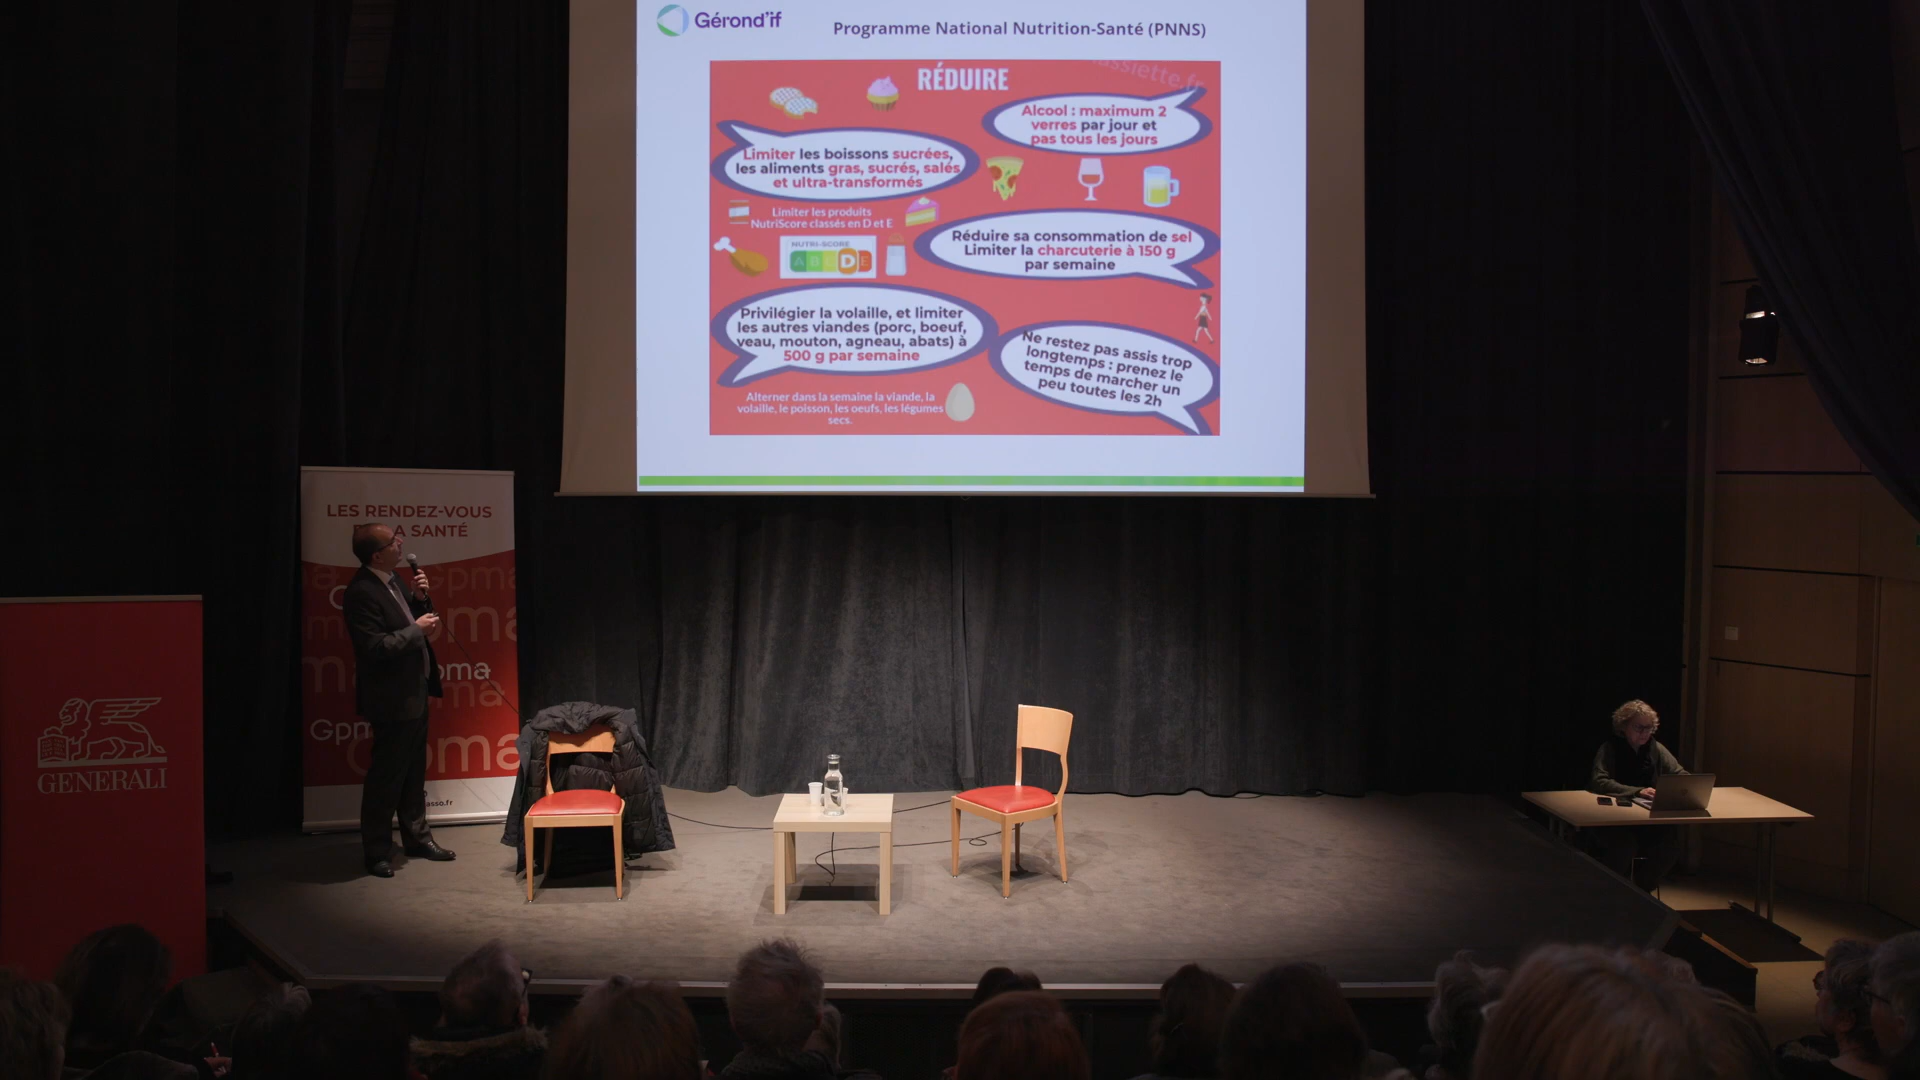 Gérond'if
Programme National Nutrition-Santé (PNNS)
RÉDUIRE
Alcool : maximum 2
verres par jour et
pas tous les jours
Limiter les boissons sucrées,
les aliments gras, sucrés, salés
et ultra-transformés
Limiter les produits
NutriScore classés en D et E
NUTRI-SCORE
A B C D E
Réduire sa consommation de sel
Limiter la charcuterie à 150 g
par semaine
Privilégier la volaille, et limiter
les autres viandes (porc, boeuf,
veau, mouton, agneau, abats) à
500 g par semaine
Ne restez pas assis trop
longtemps : prenez le
temps de marcher un
peu toutes les 2h
Alterner dans la semaine la viande, la
volaille, le poisson, les oeufs, les légumes
secs.
LES RENDEZ-VOUS
A SANTÉ
Gpma
GENERALI